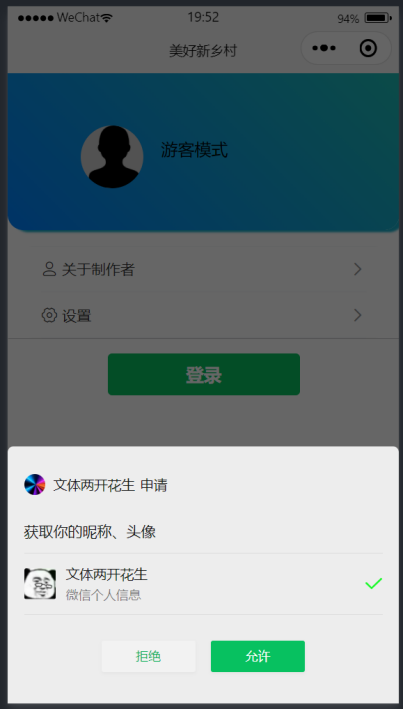 WeChat 19:52 94%
美好新乡村
游客模式
关于制作者
设置
登录
文体两开花生 申请
获取你的昵称、头像
文体两开花生
微信个人信息
拒绝 允许